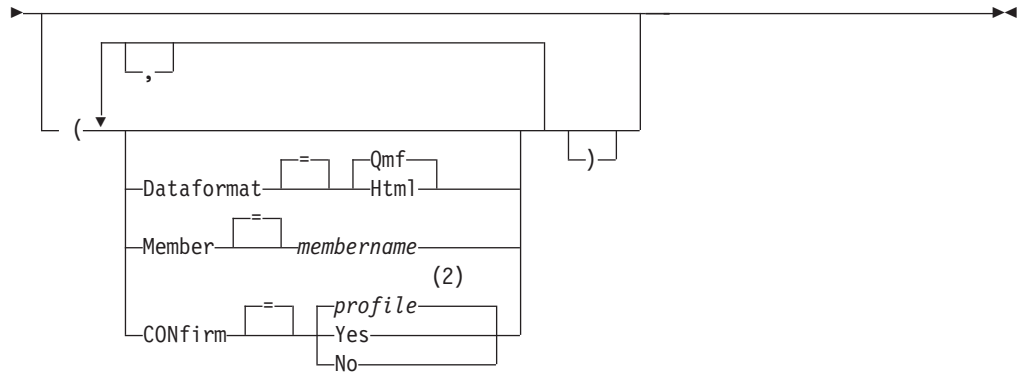 ,
(
)
= Qmf
Dataformat Html
=
Member membername
(2)
= profile
CONfirm Yes
No